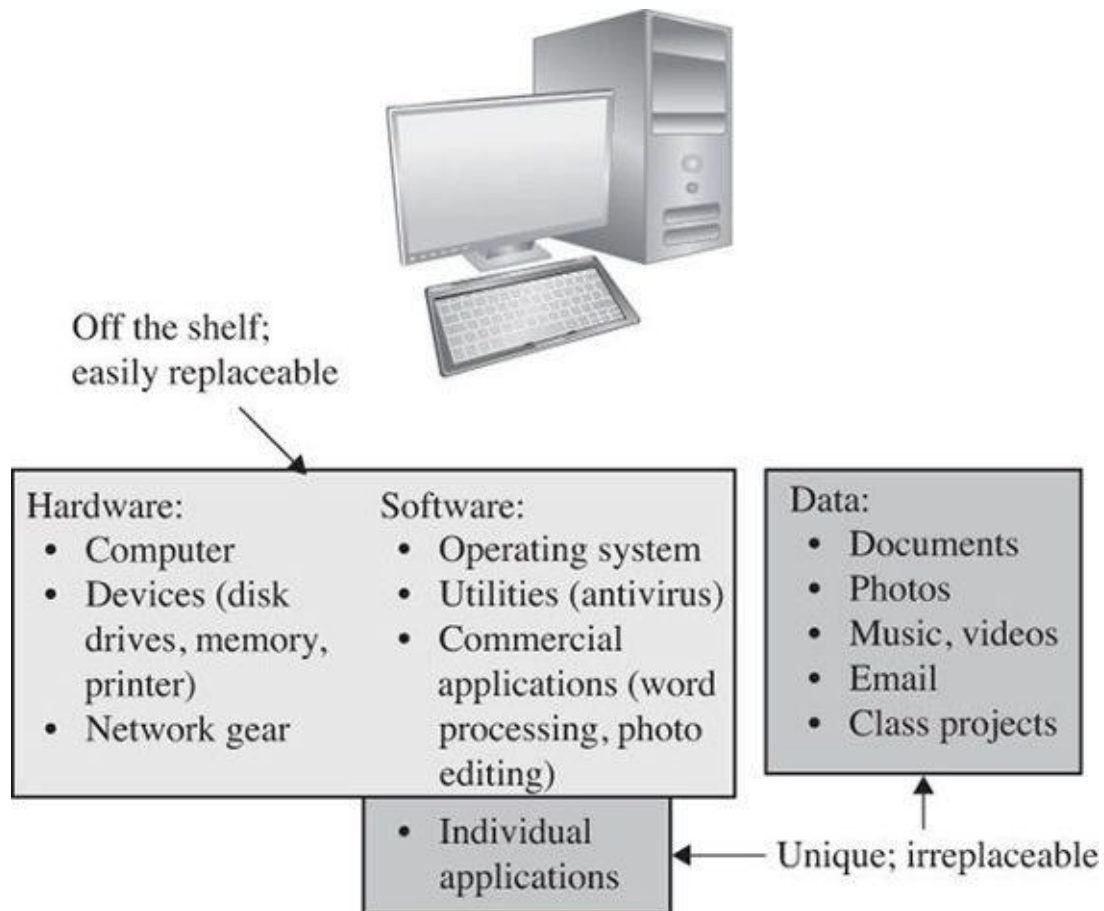 Off the shelf;
easily replaceable
Hardware:
• Computer
• Devices (disk
drives, memory,
printer)
• Network gear
Software:
• Operating system
• Utilities (antivirus)
• Commercial
applications (word
processing, photo
editing)
• Individual
applications
Data:
• Documents
• Photos
• Music, videos
• Email
• Class projects
Unique; irreplaceable